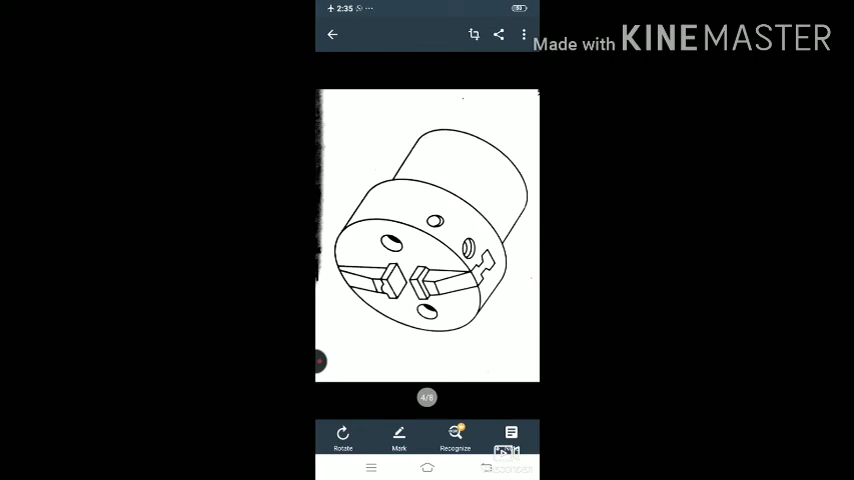 2:35
Made with KINEMASTER
4/8
Rotate
Mark
Recognize